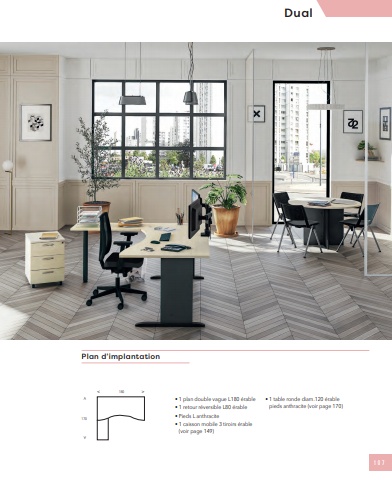 Dual
Plan d'implantation
• 1 plan double vague L180 érable
• 1 retour réversible L80 érable
• Pieds L anthracite
• 1 caisson mobile 3 tiroirs érable
(voir page 149)
• 1 table ronde diam.120 érable
pieds anthracite (voir page 170)
180